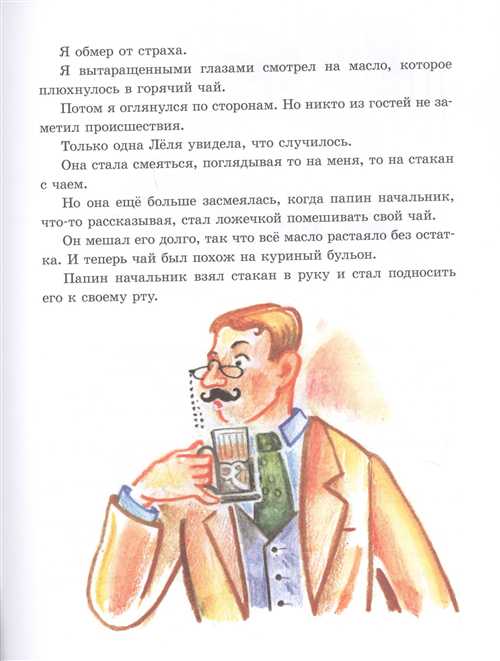 Я обмер от страха.
Я вытаращенными глазами смотрел на масло, которое
плюхнулось в горячий чай.
Потом я оглянулся по сторонам. Но никто из гостей не за-
метил происшествия.
Только одна Лёля увидела, что случилось.
Она стала смеяться, поглядывая то на меня, то на стакан
с чаем.
Но она ещё больше засмеялась, когда папин начальник,
что-то рассказывая, стал ложечкой помешивать свой чай.
Он мешал его долго, так что всё масло растаяло без остат-
ка. И теперь чай был похож на куриный бульон.
Папин начальник взял стакан в руку и стал подносить
его к своему рту.